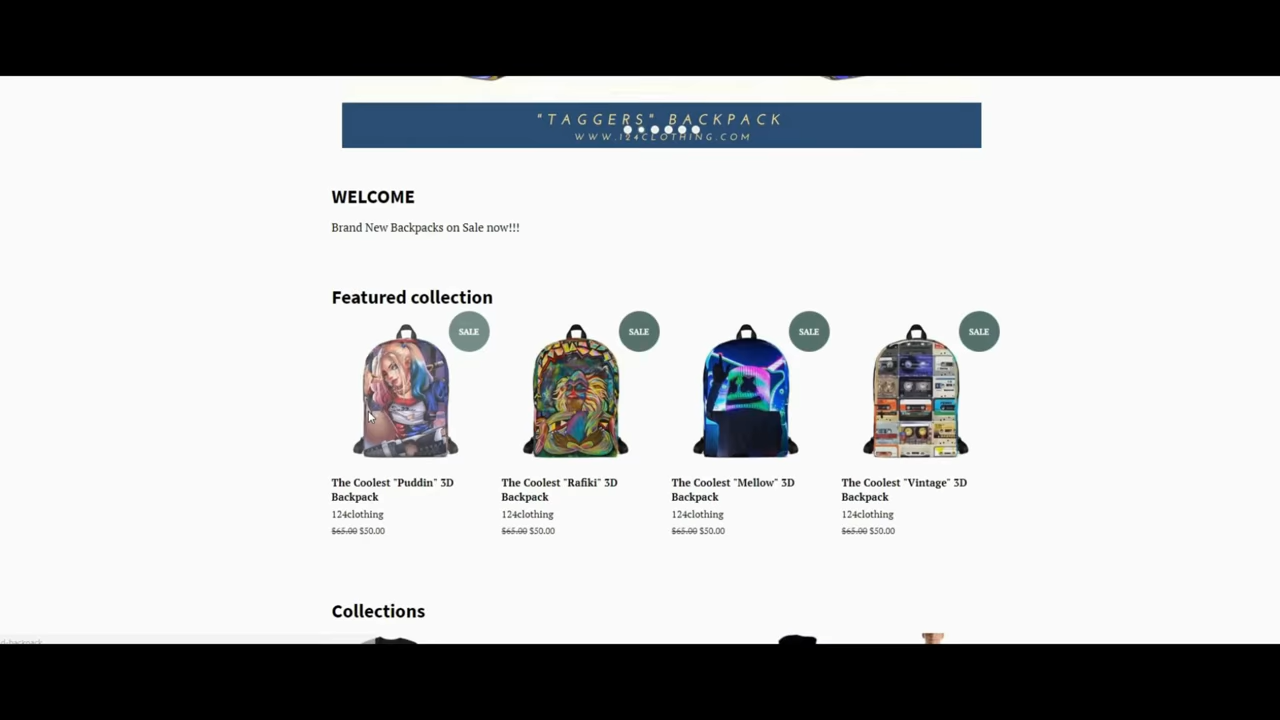 "TAGGERS" BACKPACK
WWW.124CLOTHING.COM
WELCOME
Brand New Backpacks on Sale now!!!
Featured collection
SALE
SALE
SALE
SALE
The Coolest "Puddin" 3D
Backpack
124clothing
$65.00 $50.00
The Coolest "Rafiki" 3D
Backpack
124clothing
$65.00 $50.00
The Coolest "Mellow" 3D
Backpack
124clothing
$65.00 $50.00
The Coolest "Vintage" 3D
Backpack
124clothing
$65.00 $50.00
Collections
d-backpack